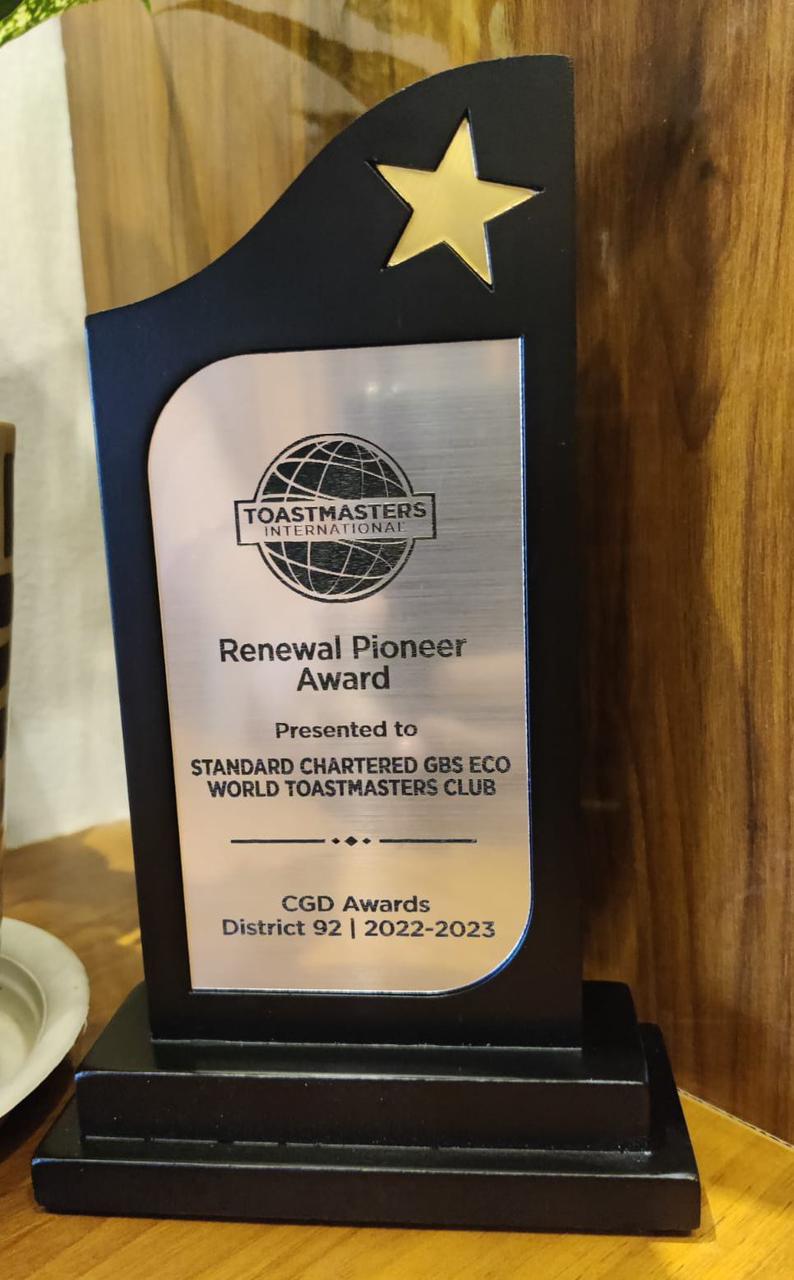 TOASTMASTERS
INTERNATIONAL
Renewal Pioneer
Award
Presented to
STANDARD CHARTERED GBS ECO
WORLD TOASTMASTERS CLUB
CGD Awards
District 92 | 2022-2023